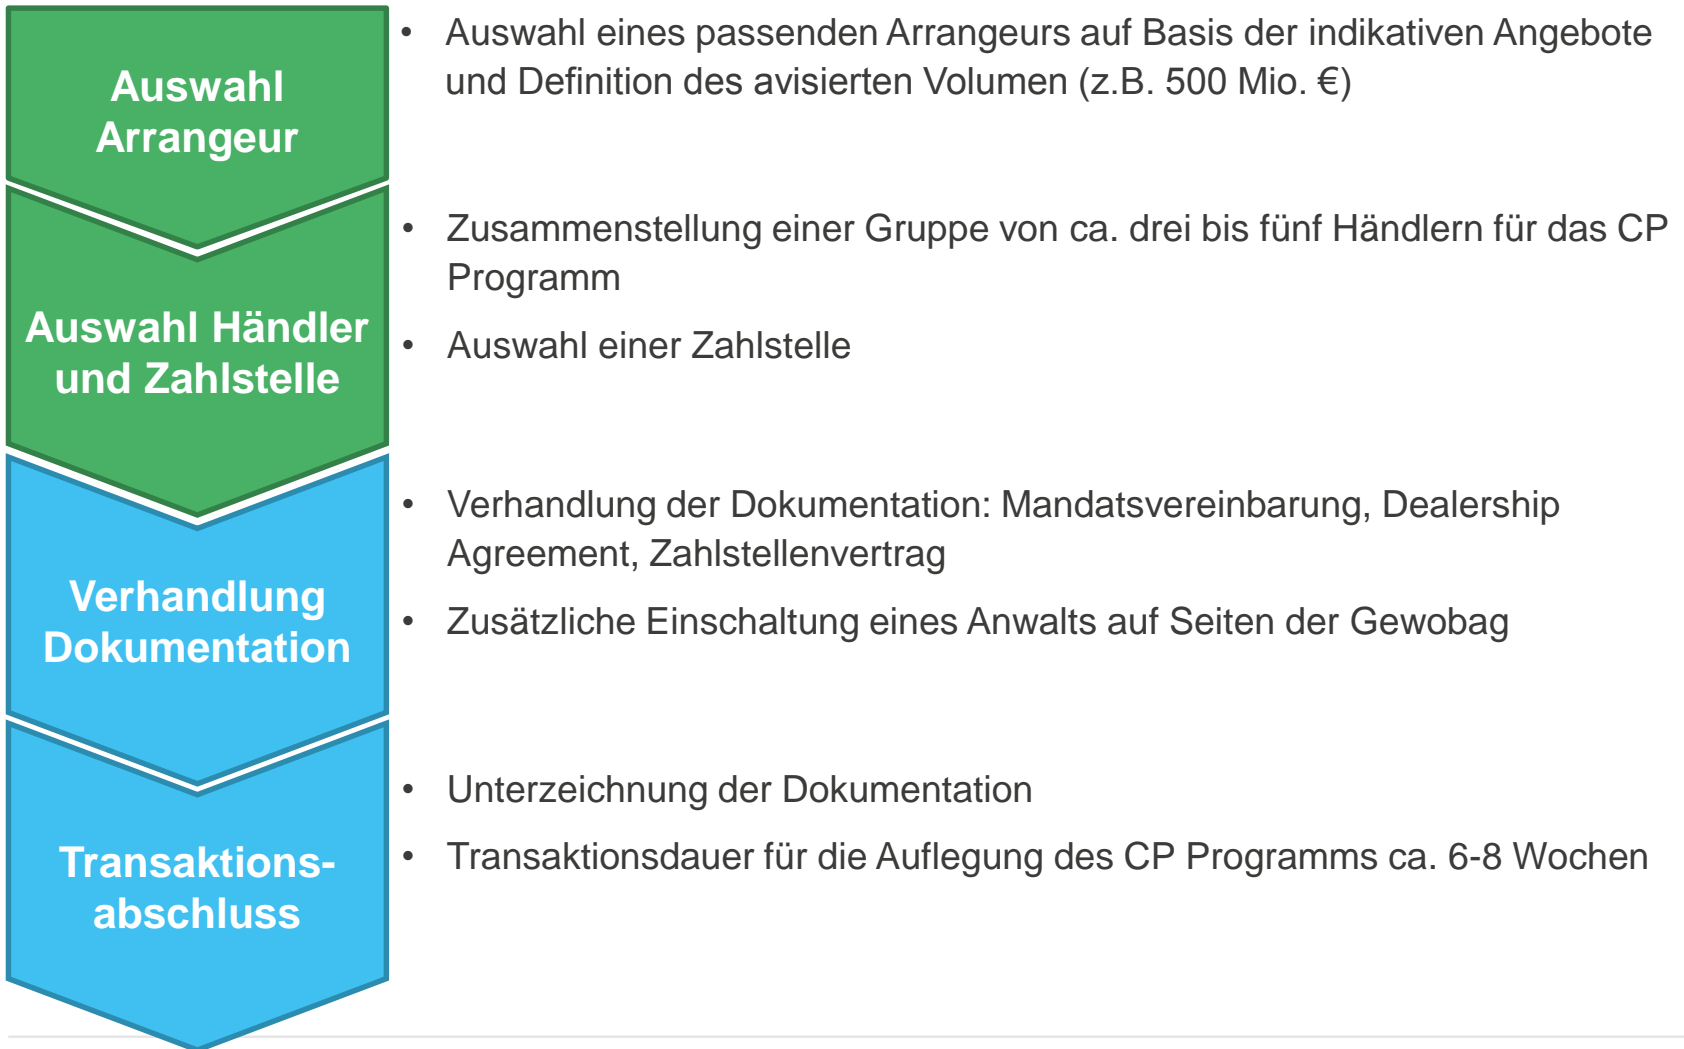 Auswahl
Arrangeur
• Auswahl eines passenden Arrangeurs auf Basis der indikativen Angebote
und Definition des avisierten Volumen (z.B. 500 Mio. €)
Auswahl Händler
und Zahlstelle
• Zusammenstellung einer Gruppe von ca. drei bis fünf Händlern für das CP
Programm
• Auswahl einer Zahlstelle
Verhandlung
Dokumentation
• Verhandlung der Dokumentation: Mandatsvereinbarung, Dealership
Agreement, Zahlstellenvertrag
• Zusätzliche Einschaltung eines Anwalts auf Seiten der Gewobag
Transaktions-
abschluss
• Unterzeichnung der Dokumentation
• Transaktionsdauer für die Auflegung des CP Programms ca. 6-8 Wochen